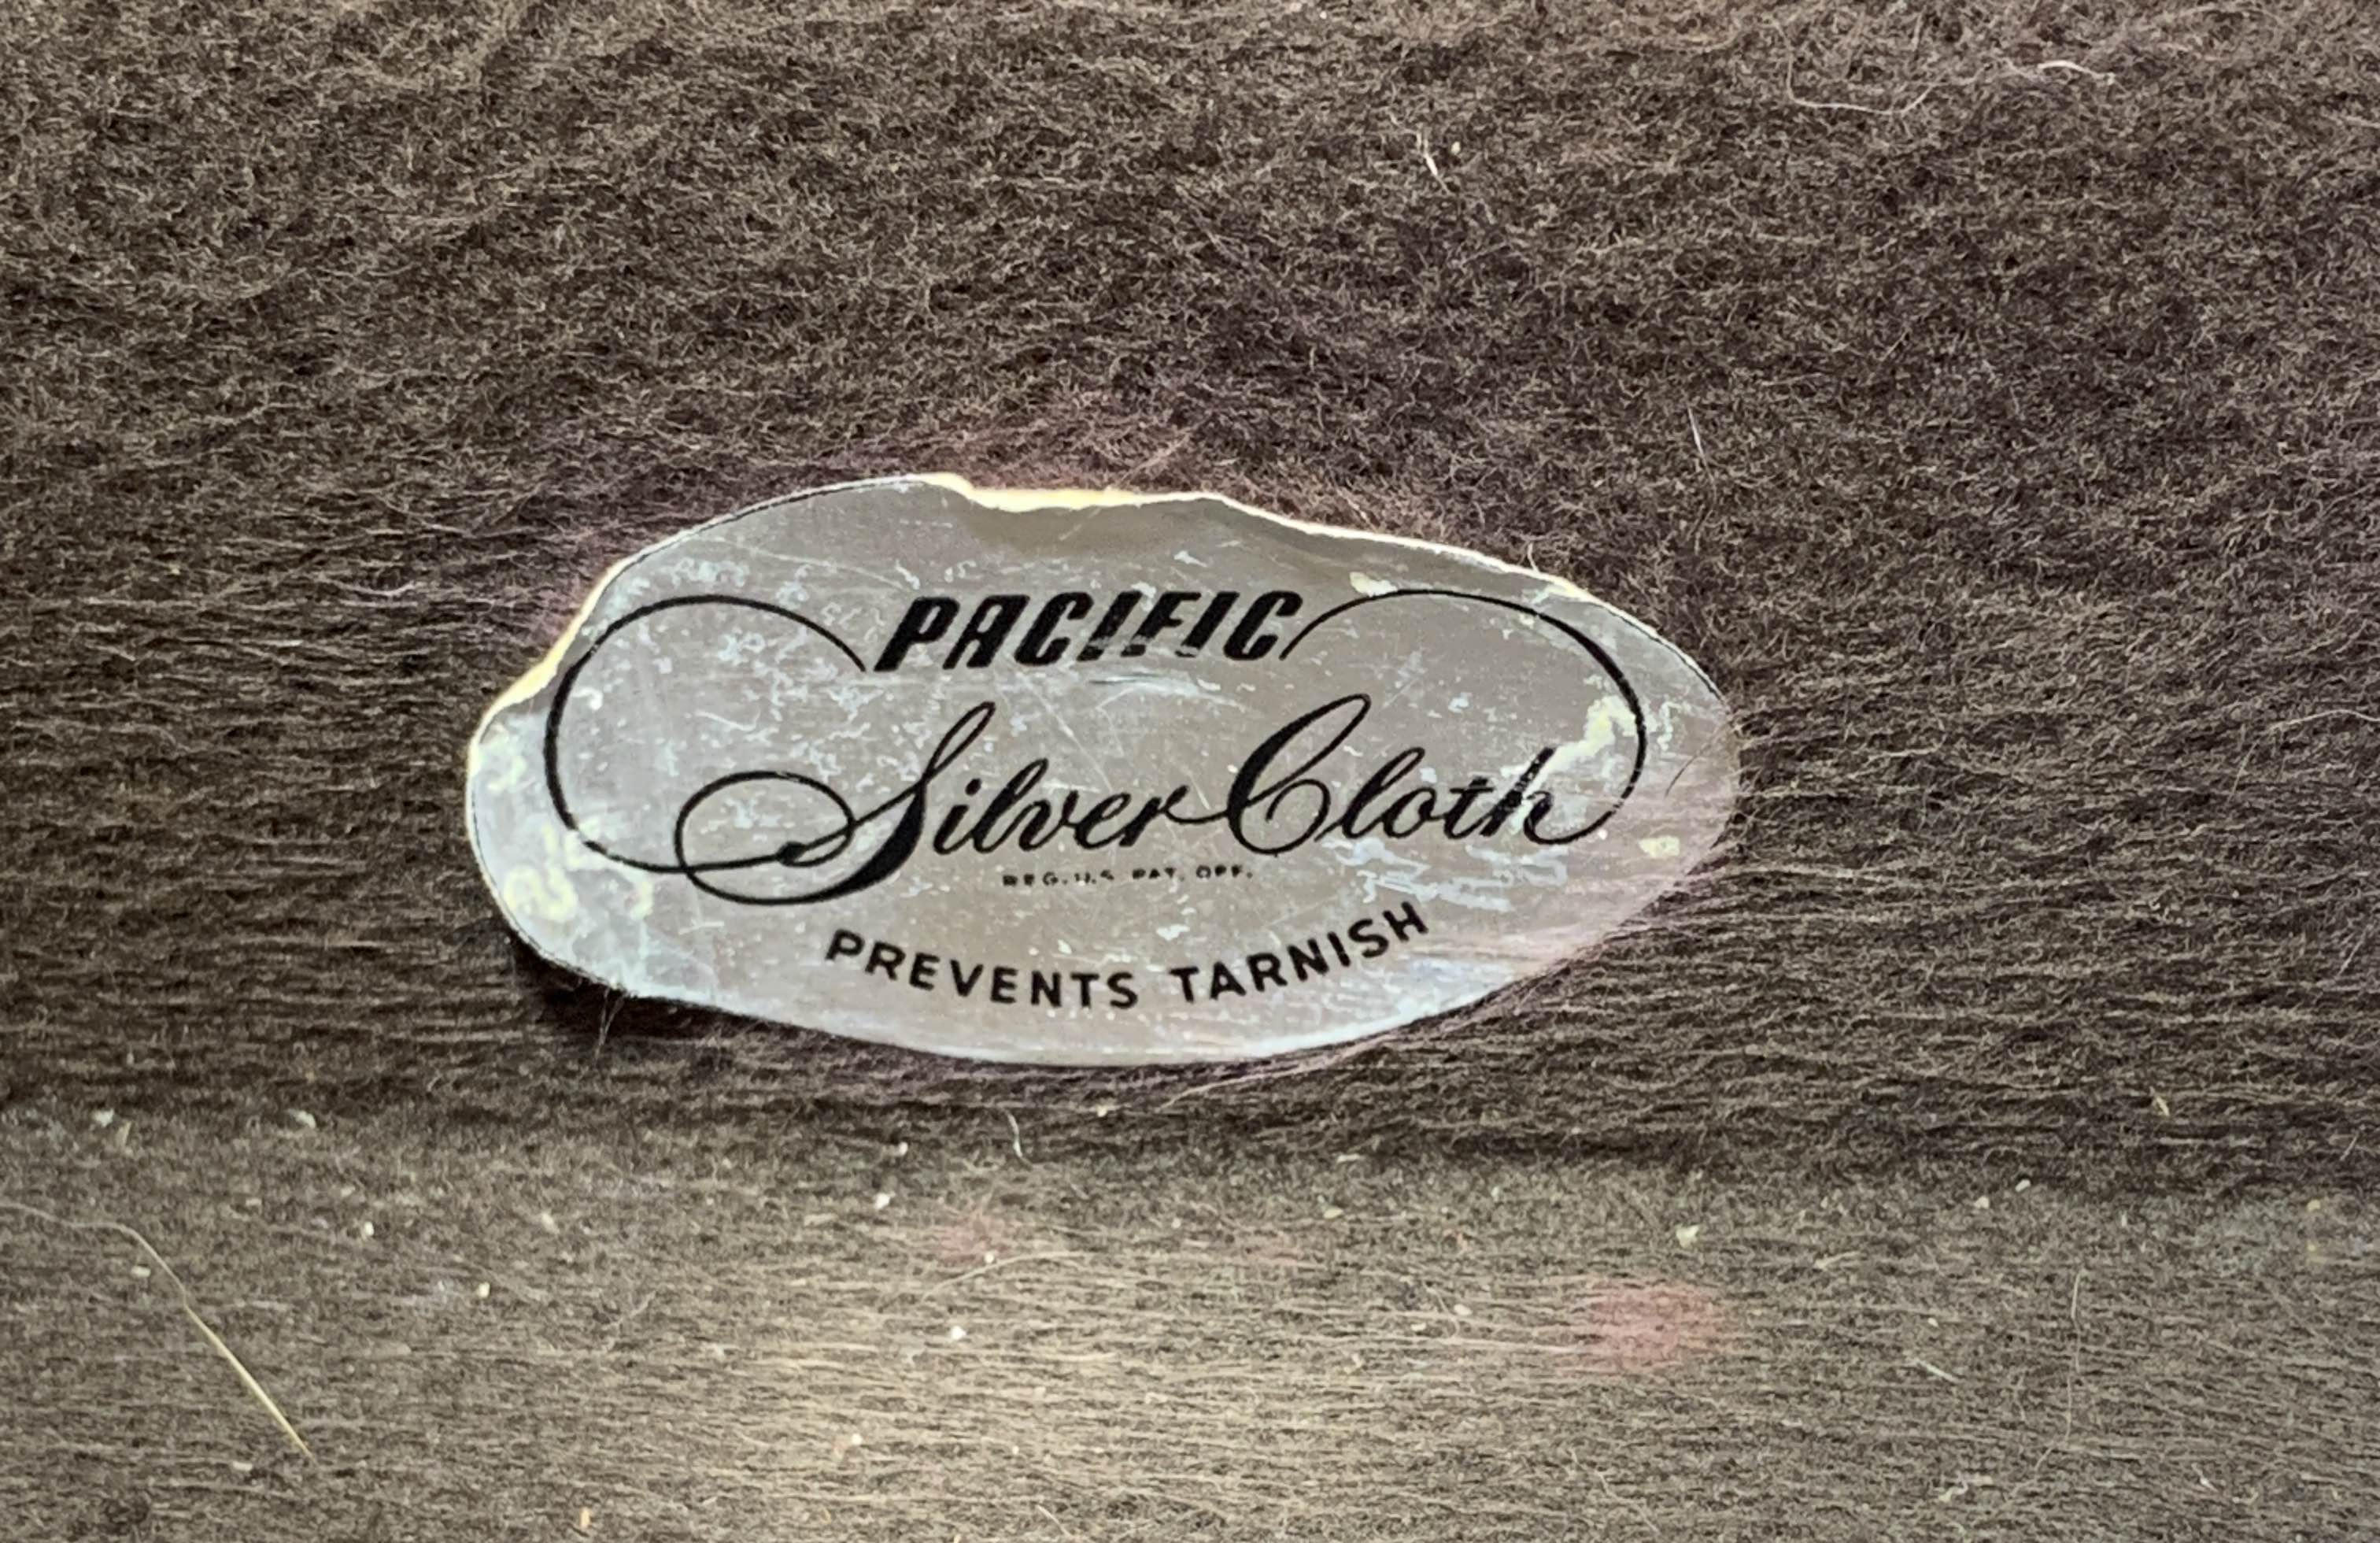 PACIFIC
Silver Cloth
REG. U.S. PAT. OFF.
PREVENTS TARNISH